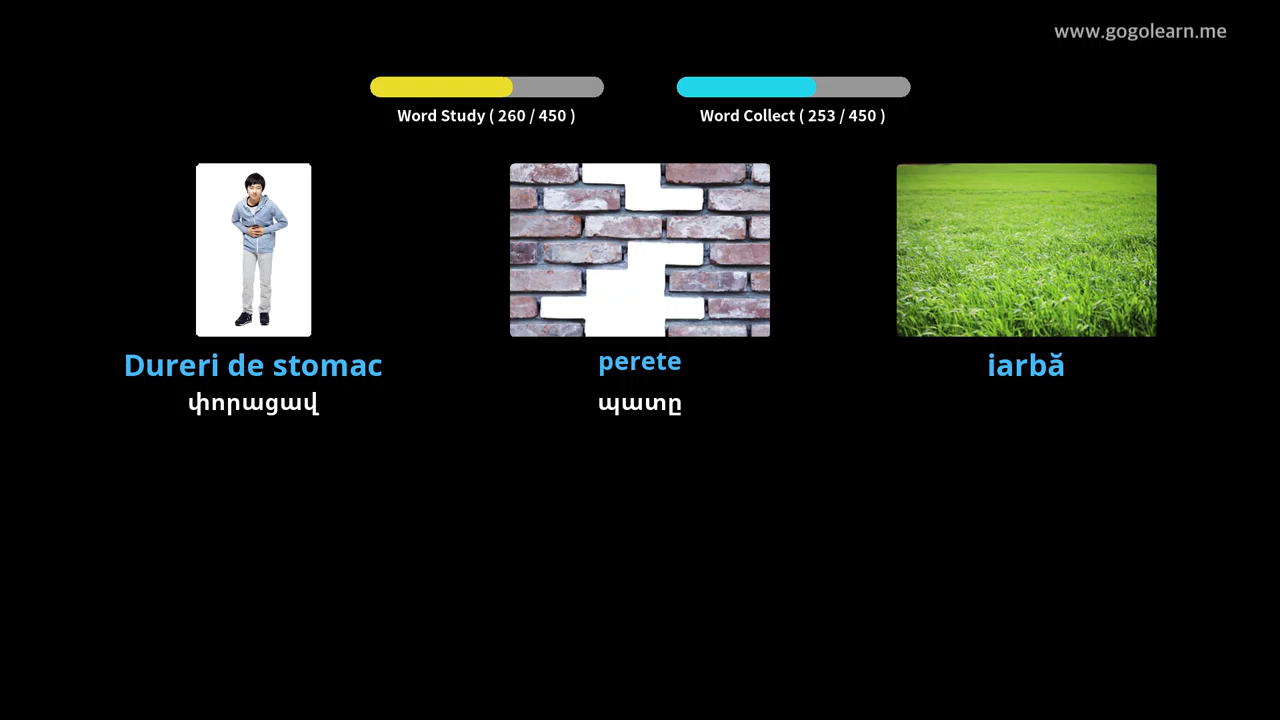 www.gogolearn.me
Word Study ( 260 / 450 )
Word Collect ( 253 / 450 )
Dureri de stomac
perete
iarbă
փորացավ
պատը